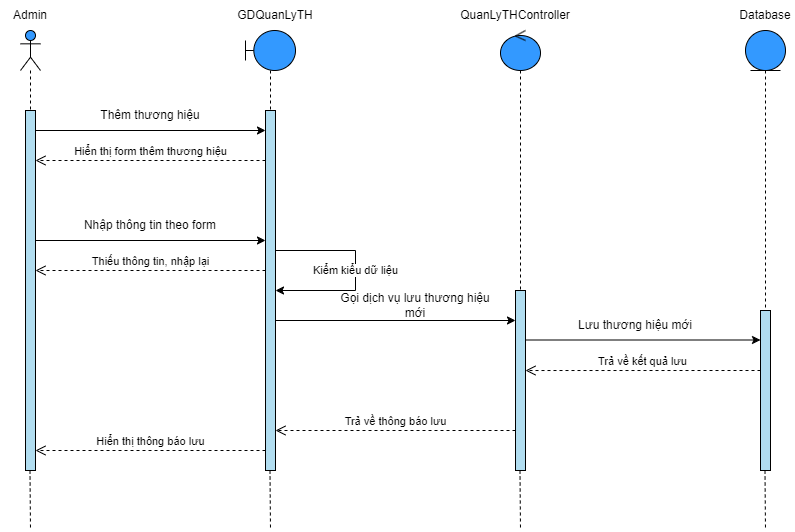 Admin
GDQuanLyTH
QuanLyTHController
Database
Thêm thương hiệu
Hiển thị form thêm thương hiệu
Nhập thông tin theo form
Thiếu thông tin, nhập lại
Kiểm kiểu dữ liệu
Gọi dịch vụ lưu thương hiệu
mới
Lưu thương hiệu mới
Trả về kết quả lưu
Trả về thông báo lưu
Hiển thị thông báo lưu